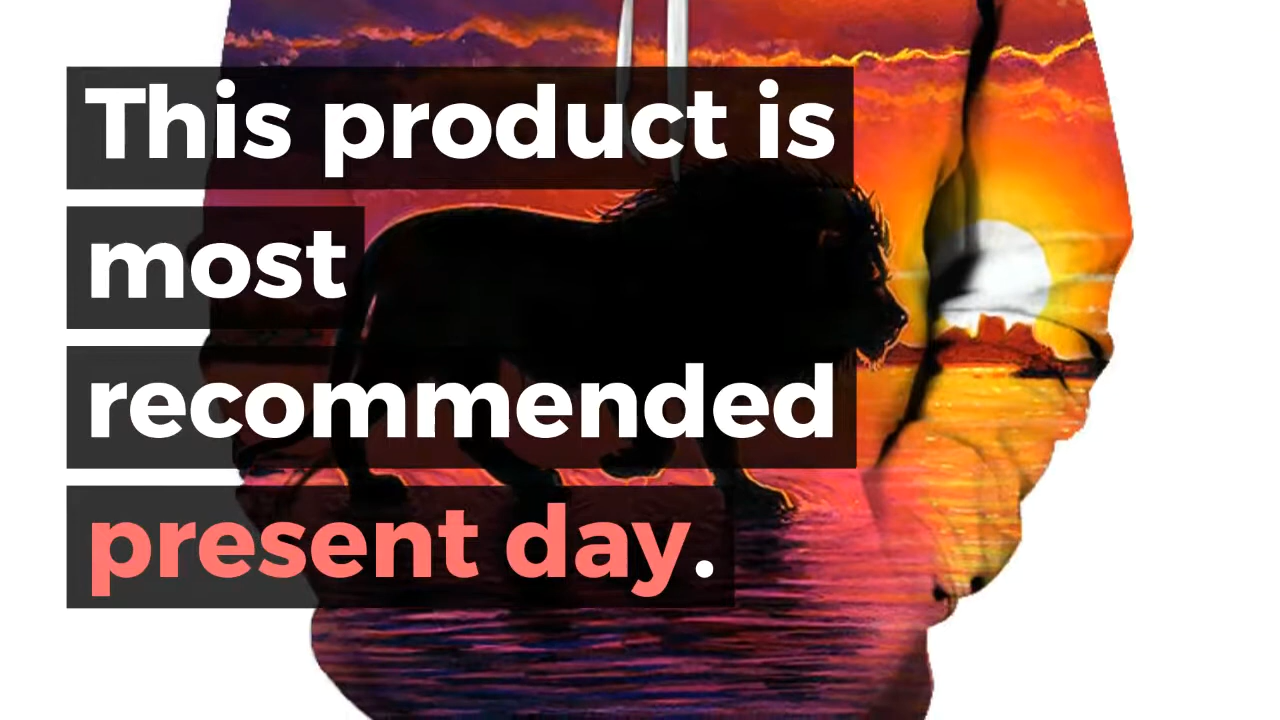 This product is
most
recommended
present day.